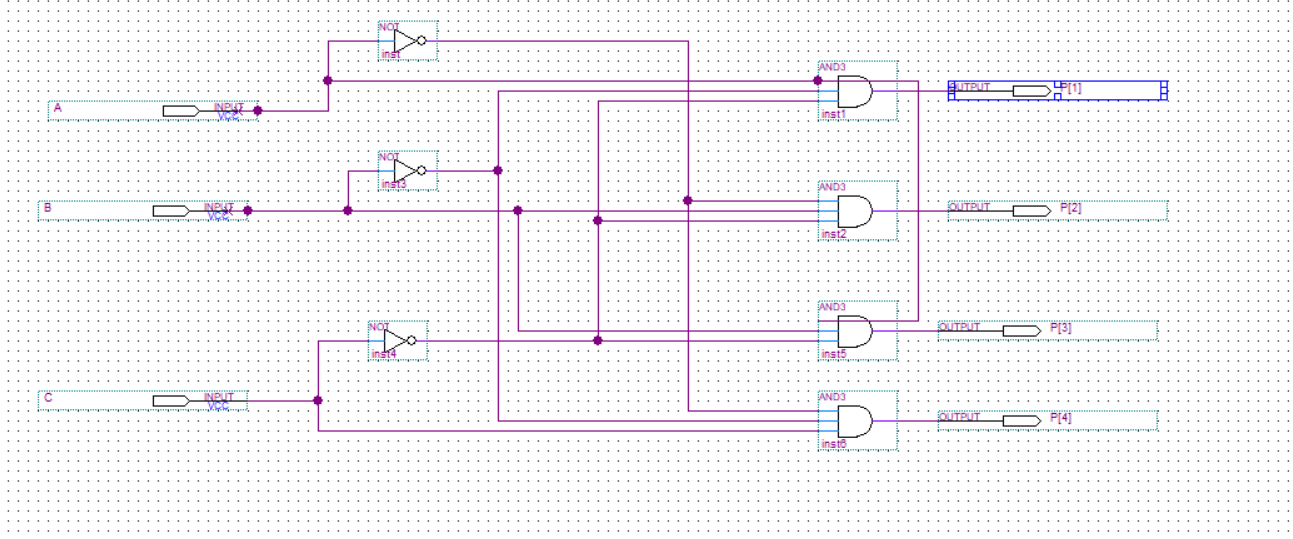 NOT
inst
AND3
inst1
A
INPUT
VCC
OUTPUT
P[1]
NOT
inst3
AND3
inst2
B
INPUT
VCC
OUTPUT
P[2]
NOT
inst4
AND3
inst5
OUTPUT
P[3]
C
INPUT
VCC
AND3
inst6
OUTPUT
P[4]